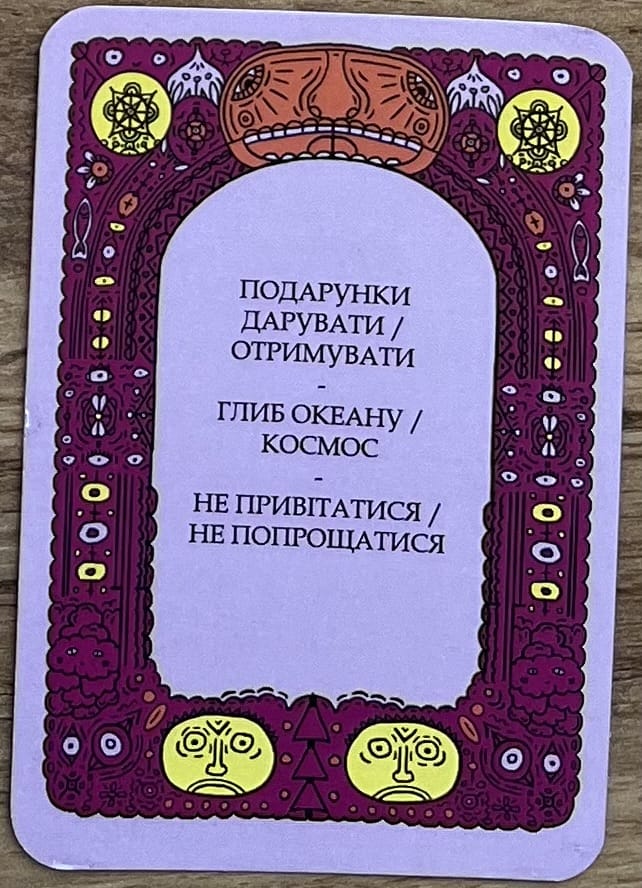 ПОДАРУНКИ
ДАРУВАТИ /
ОТРИМУВАТИ
-
ГЛИБ ОКЕАНУ /
КОСМОС
-
НЕ ПРИВІТАТИСЯ /
НЕ ПОПРОЩАТИСЯ